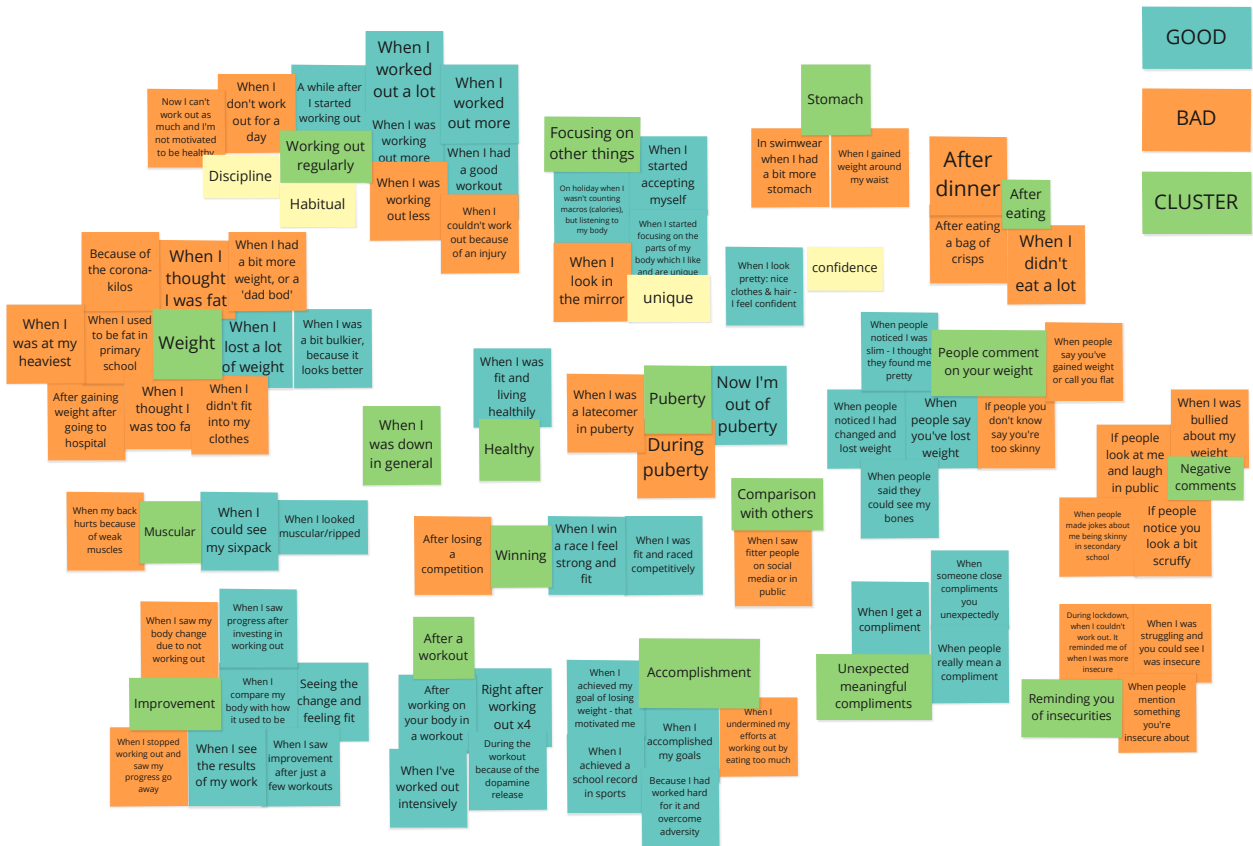 GOOD
BAD
CLUSTER
Now I can't
work out as
much and I'm
not motivated
to be healthy
When I
don't work
out for a
day
A while after
I started
working out
When I
worked
out a lot
When I
worked
out more
When I was
working
out more
When I had
a good
workout
Working out
regularly
Discipline
Habitual
When I was
working
out less
When I
couldn't work
out because
of an injury
Focusing on
other things
When I
started
accepting
myself
On holiday when I
wasn't counting
macros (calories),
but listening to
my body
When I started
focusing on the
parts of my
body which I like
and are unique
When I
look in
the mirror
unique
When I look
pretty: nice
clothes & hair -
I feel confident
confidence
Stomach
In swimwear
when I had
a bit more
stomach
When I gained
weight around
my waist
After
dinner
After
eating
After eating
a bag of
crisps
When I
didn't
eat a lot
Because of
the corona-
kilos
When I
thought
I was fat
When I had
a bit more
weight, or a
'dad bod'
When I
was at my
heaviest
When I used
to be fat in
primary
school
Weight
When I
lost a lot
of weight
When I was
a bit bulkier,
because it
looks better
After gaining
weight after
going to
hospital
When I
thought I
was too fa
When I
didn't fit
into my
clothes
When I
was down
in general
When I was
fit and
living
healthily
Healthy
When I was
a latecomer
in puberty
Puberty
Now I'm
out of
puberty
During
puberty
When people
noticed I was
slim - I thought
they found me
pretty
People comment
on your weight
When people
say you've
gained weight
or call you flat
When people
noticed I had
changed and
lost weight
When
people say
you've lost
weight
If people you
don't know
say you're
too skinny
When people
said they
could see my
bones
When I was
bullied
about my
weight
If people
look at me
and laugh
in public
Negative
comments
When people
made jokes about
me being skinny
in secondary
school
If people
notice you
look a bit
scruffy
When my back
hurts because
of weak
muscles
Muscular
When I
could see
my sixpack
When I looked
muscular/ripped
After losing
a
competition
Winning
When I win
a race I feel
strong and
fit
When I was
fit and raced
competitively
Comparison
with others
When I saw
fitter people
on social
media or in
public
When I get a
compliment
When
someone close
compliments
you
unexpectedly
When people
really mean a
compliment
Unexpected
meaningful
compliments
During lockdown,
when I couldn't
work out. It
reminded me of
of when I was more
insecure
When I was
struggling and
you could see I
was insecure
Reminding you
of insecurities
When people
mention
something
you're
insecure about
When I saw my
body change
due to not
working out
When I saw
progress after
investing in
working out
Improvement
When I
compare my
body with how
it used to be
Seeing the
change and
feeling fit
When I stopped
working out and
saw my
progress go
away
When I see
the results
of my work
When I saw
improvement
after just a
few workouts
After a
workout
After
working on
your body in
a workout
Right after
working
out x4
When I've
worked out
intensively
During the
workout
because of the
dopamine
release
Accomplishment
When I
achieved my
goal of losing
weight - that
motivated me
When I
accomplished
my goals
When I
undermined my
efforts at
working out by
eating too much
When I
achieved a
school record
in sports
Because I had
worked hard
for it and
overcome
adversity